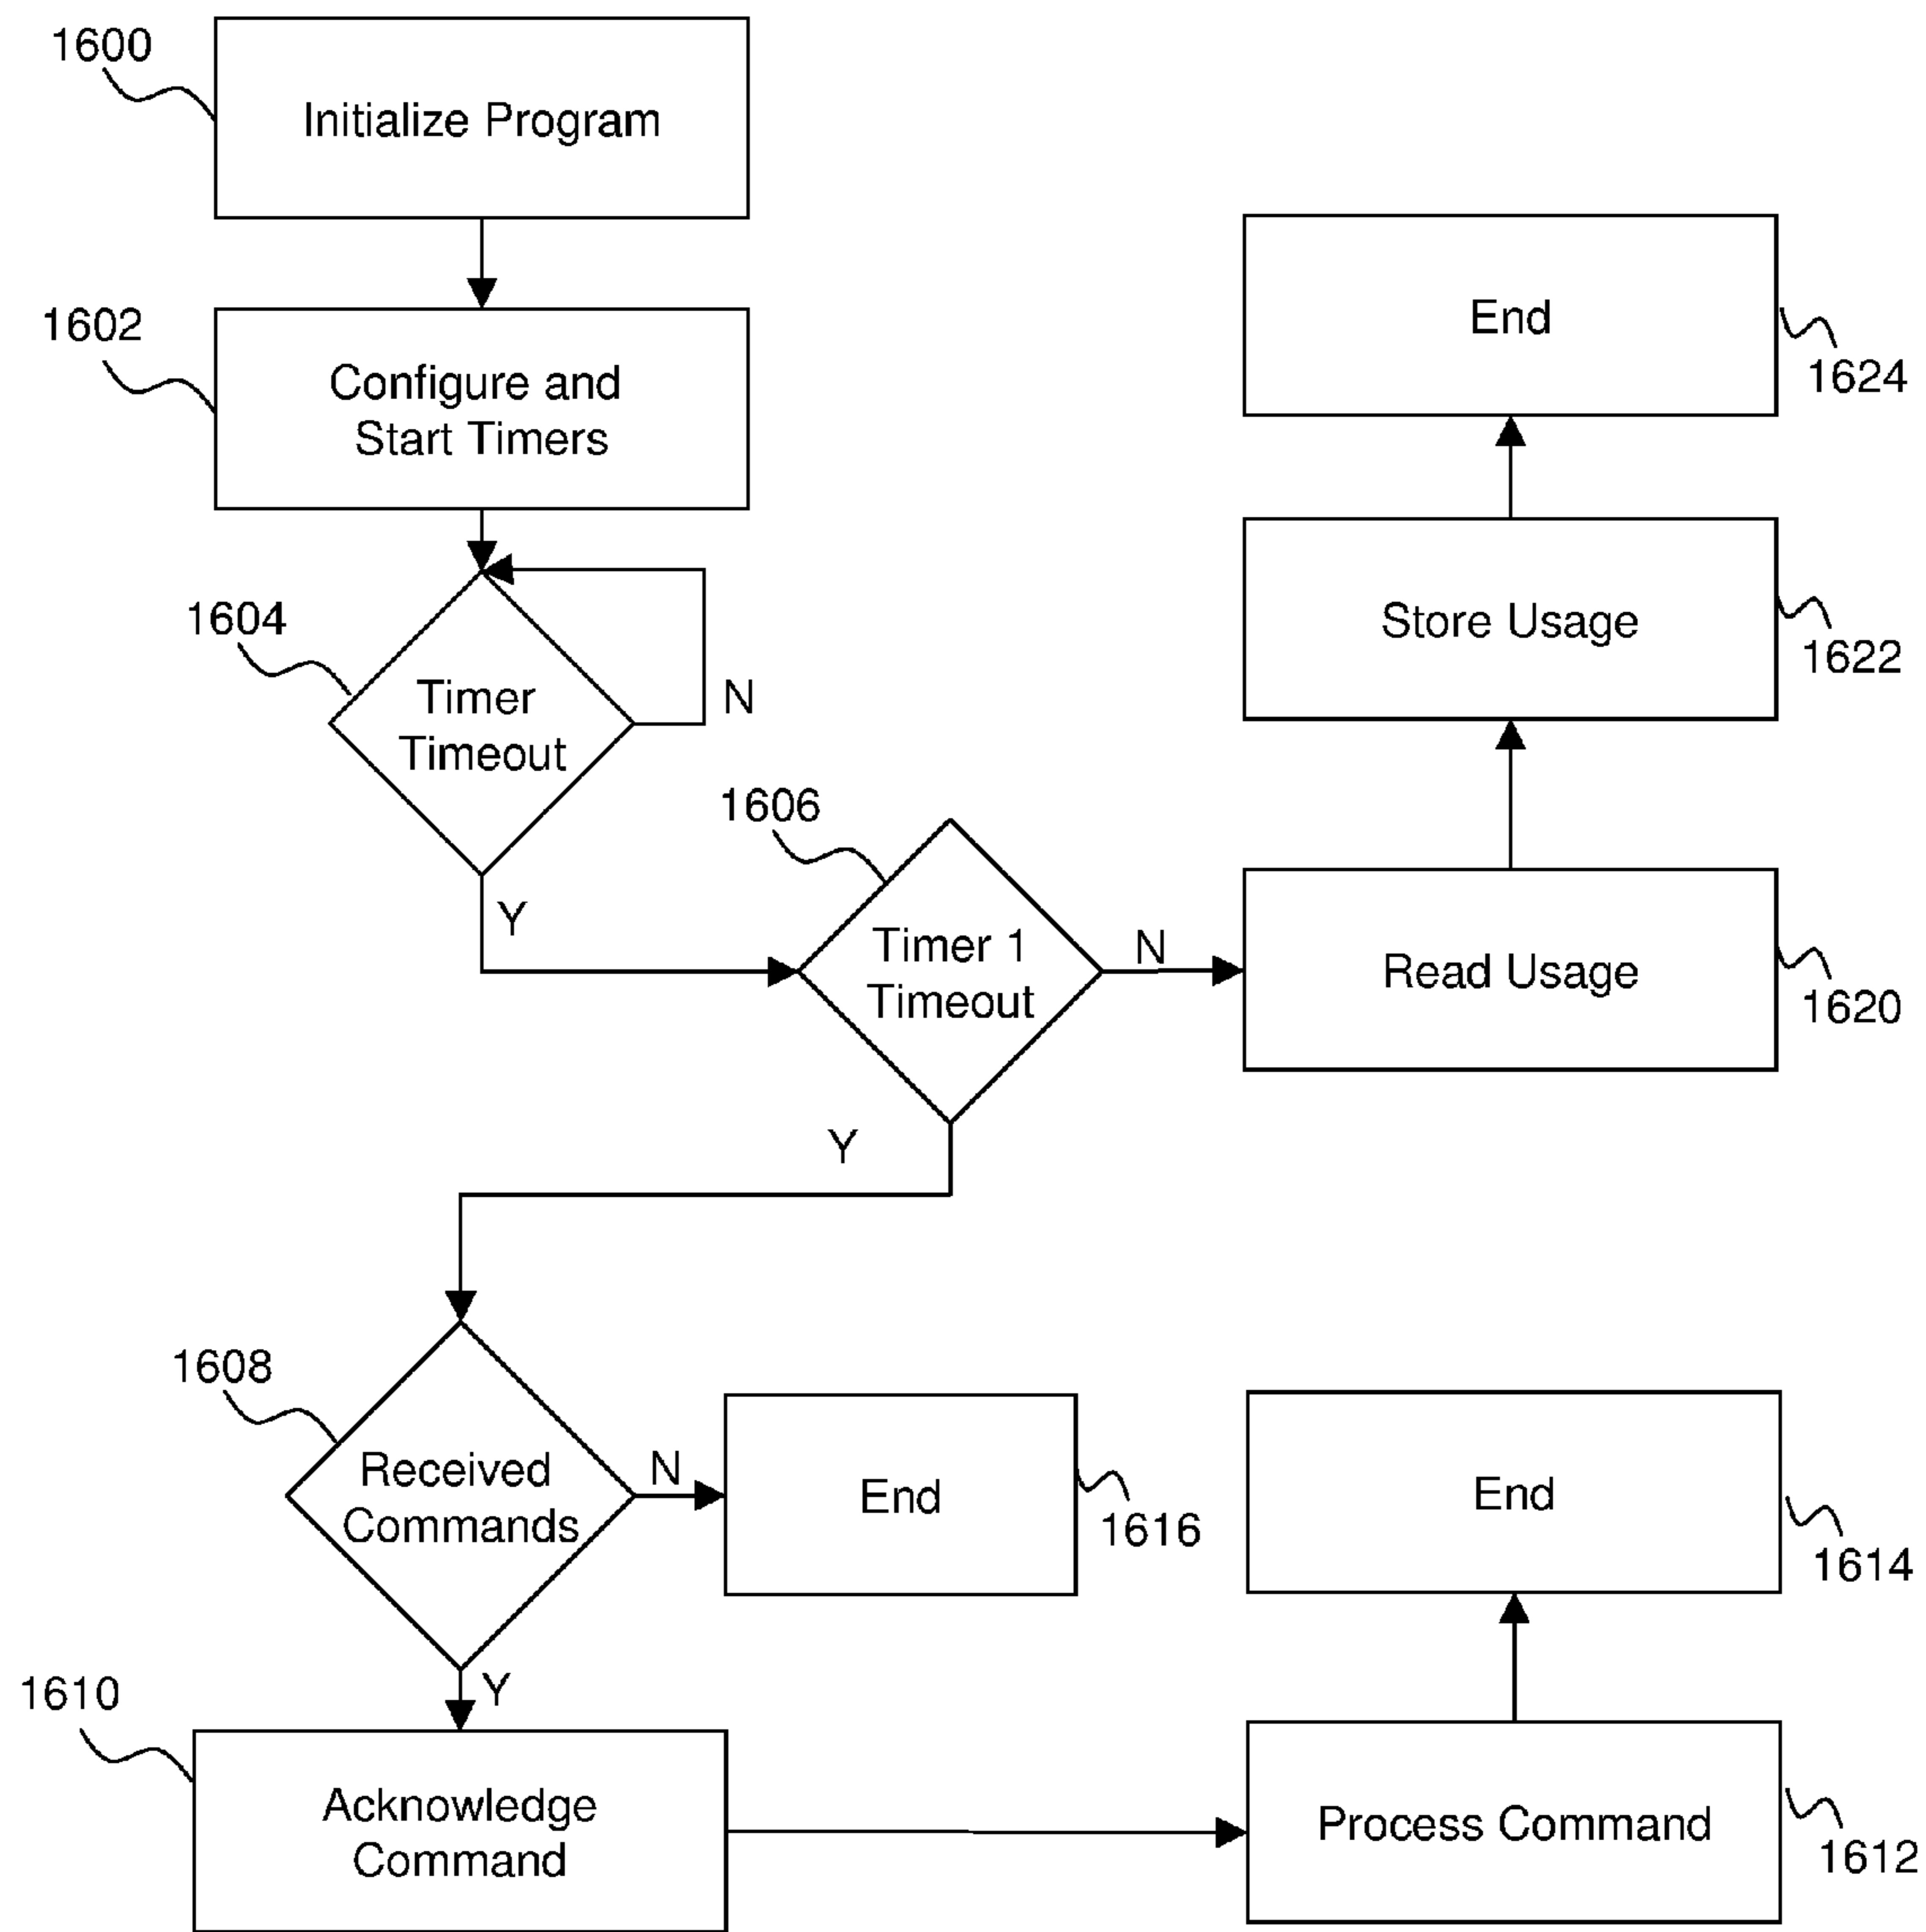 1600
Initialize Program
1602
Configure and
Start Timers
1604
Timer
Timeout
N
Y
1606
Timer 1
Timeout
N
Y
Read Usage
1620
Store Usage
1622
End
1624
1608
Received
Commands
N
End
1616
Y
1610
Acknowledge
Command
Process Command
1612
End
1614